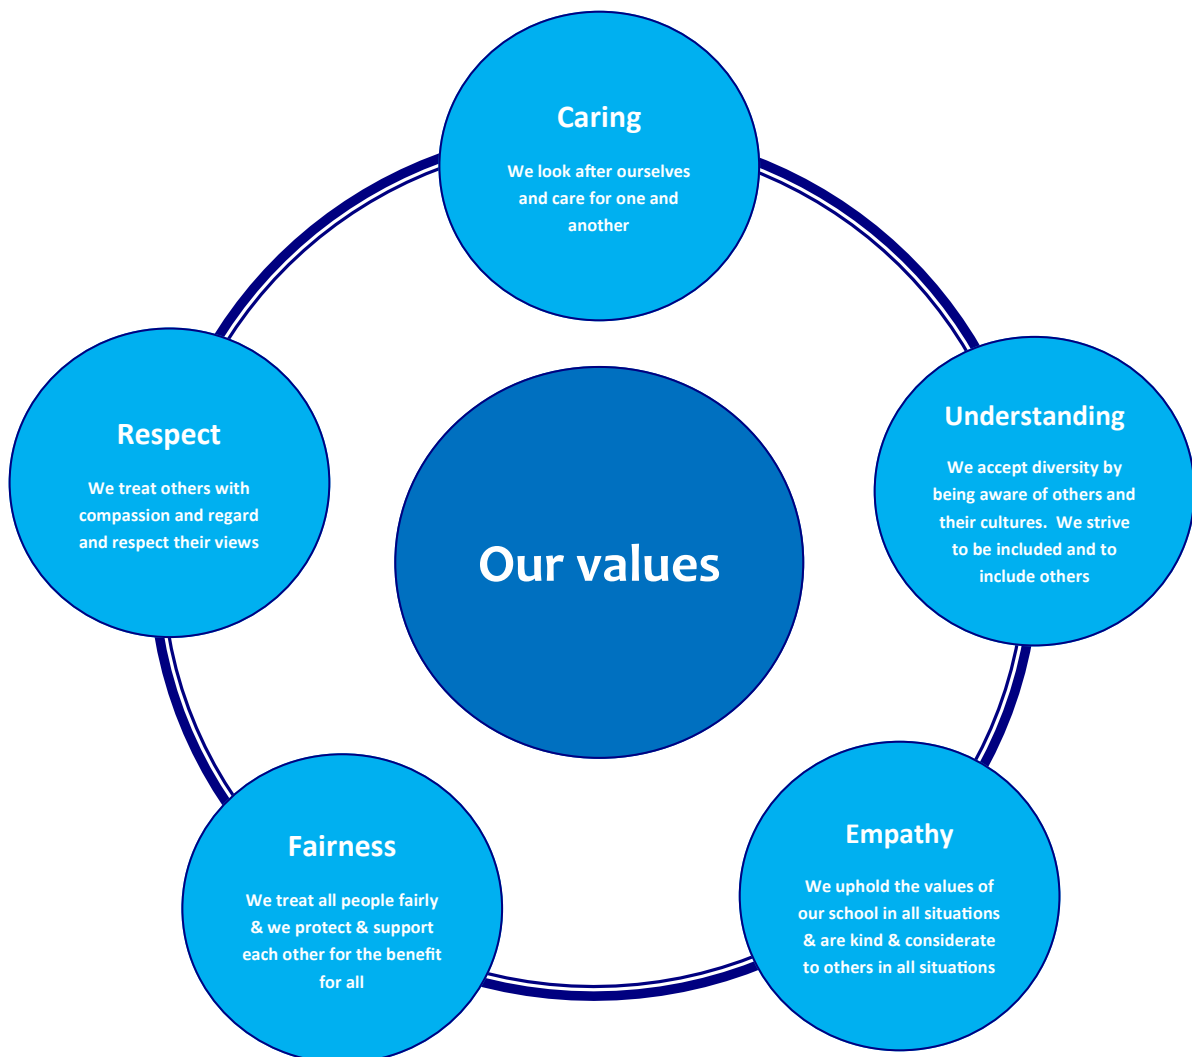 Caring
We look after ourselves
and care for one and
another
Understanding
We accept diversity by
being aware of others and
their cultures.  We strive
to be included and to
include others
Empathy
We uphold the values of
our school in all situations
& are kind & considerate
to others in all situations
Fairness
We treat all people fairly
& we protect & support
each other for the benefit
for all
Respect
We treat others with
compassion and regard
and respect their views
Our values